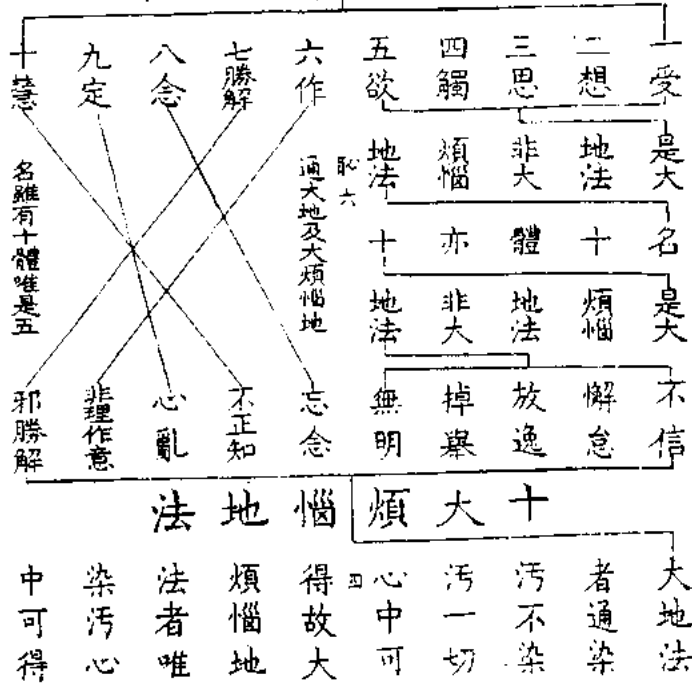 一受
二想
三思
四觸
五欲
六作
七勝解
八念
九定
十慧
是大
地法
非大
煩惱
地法
六
通大地及大煩惱地
名雖有十體唯是五
名
十
體
亦
十
是大
煩惱
地法
非大
地法
不信
懈怠
放逸
掉舉
無明
忘念
不正知
心亂
非理作意
邪勝解
十大煩惱地法
大地法
者通染
汚不染
汚一切
心中可
四
得故大
煩惱地
法者唯
染汚心
中可得